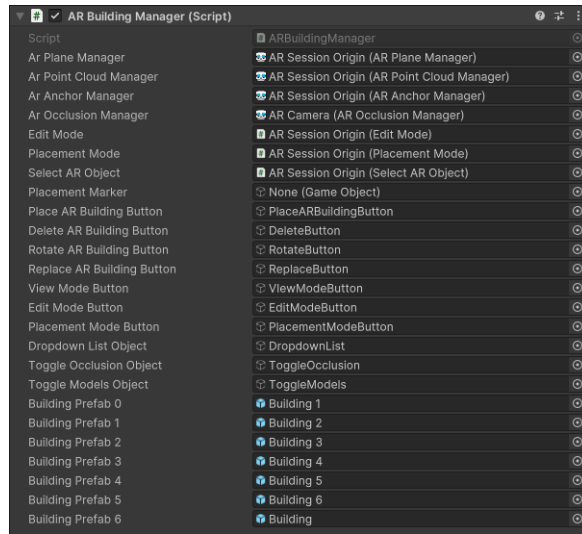 # AR Building Manager (Script)
Script # ARBuildingManager
Ar Plane Manager AR Session Origin (AR Plane Manager)
Ar Point Cloud Manager AR Session Origin (AR Point Cloud Manager)
Ar Anchor Manager AR Session Origin (AR Anchor Manager)
Ar Occlusion Manager AR Camera (AR Occlusion Manager)
Edit Mode # AR Session Origin (Edit Mode)
Placement Mode # AR Session Origin (Placement Mode)
Select AR Object # AR Session Origin (Select AR Object)
Placement Marker None (Game Object)
Place AR Building Button PlaceARBuildingButton
Delete AR Building Button DeleteButton
Rotate AR Building Button RotateButton
Replace AR Building Button ReplaceButton
View Mode Button VIewModeButton
Edit Mode Button EditModeButton
Placement Mode Button PlacementModeButton
Dropdown List Object DropdownList
Toggle Occlusion Object ToggleOcclusion
Toggle Models Object ToggleModels
Building Prefab 0 Building 1
Building Prefab 1 Building 2
Building Prefab 2 Building 3
Building Prefab 3 Building 4
Building Prefab 4 Building 5
Building Prefab 5 Building 6
Building Prefab 6 Building